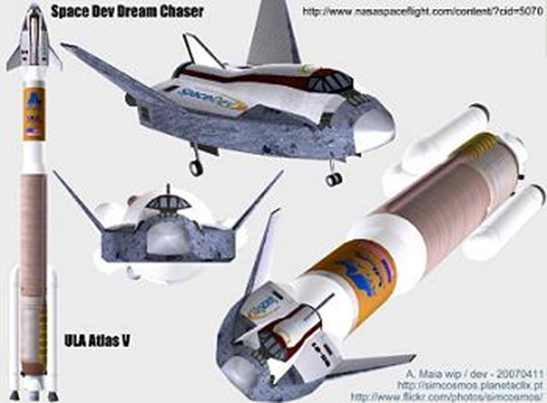 Space Dev Dream Chaser
http://www.nasaspaceflight.com/content/?cid=5070
SpaceDev
ULA Atlas V
A. Maia wip / dev - 20070411
http://simcosmos.planetaclix.pt
http://www.flickr.com/photos/simcosmos/